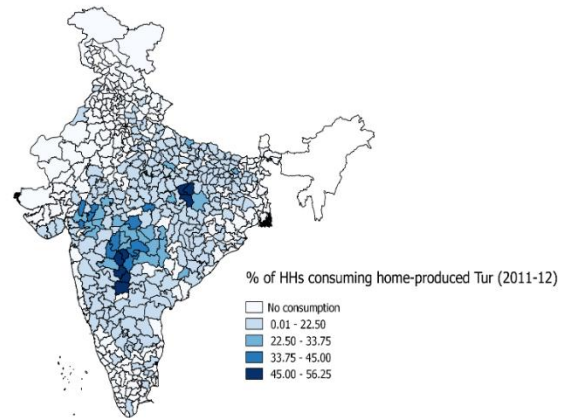 % of HHs consuming home-produced Tur (2011-12)
No consumption
0.01 - 22.50
22.50 - 33.75
33.75 - 45.00
45.00 - 56.25